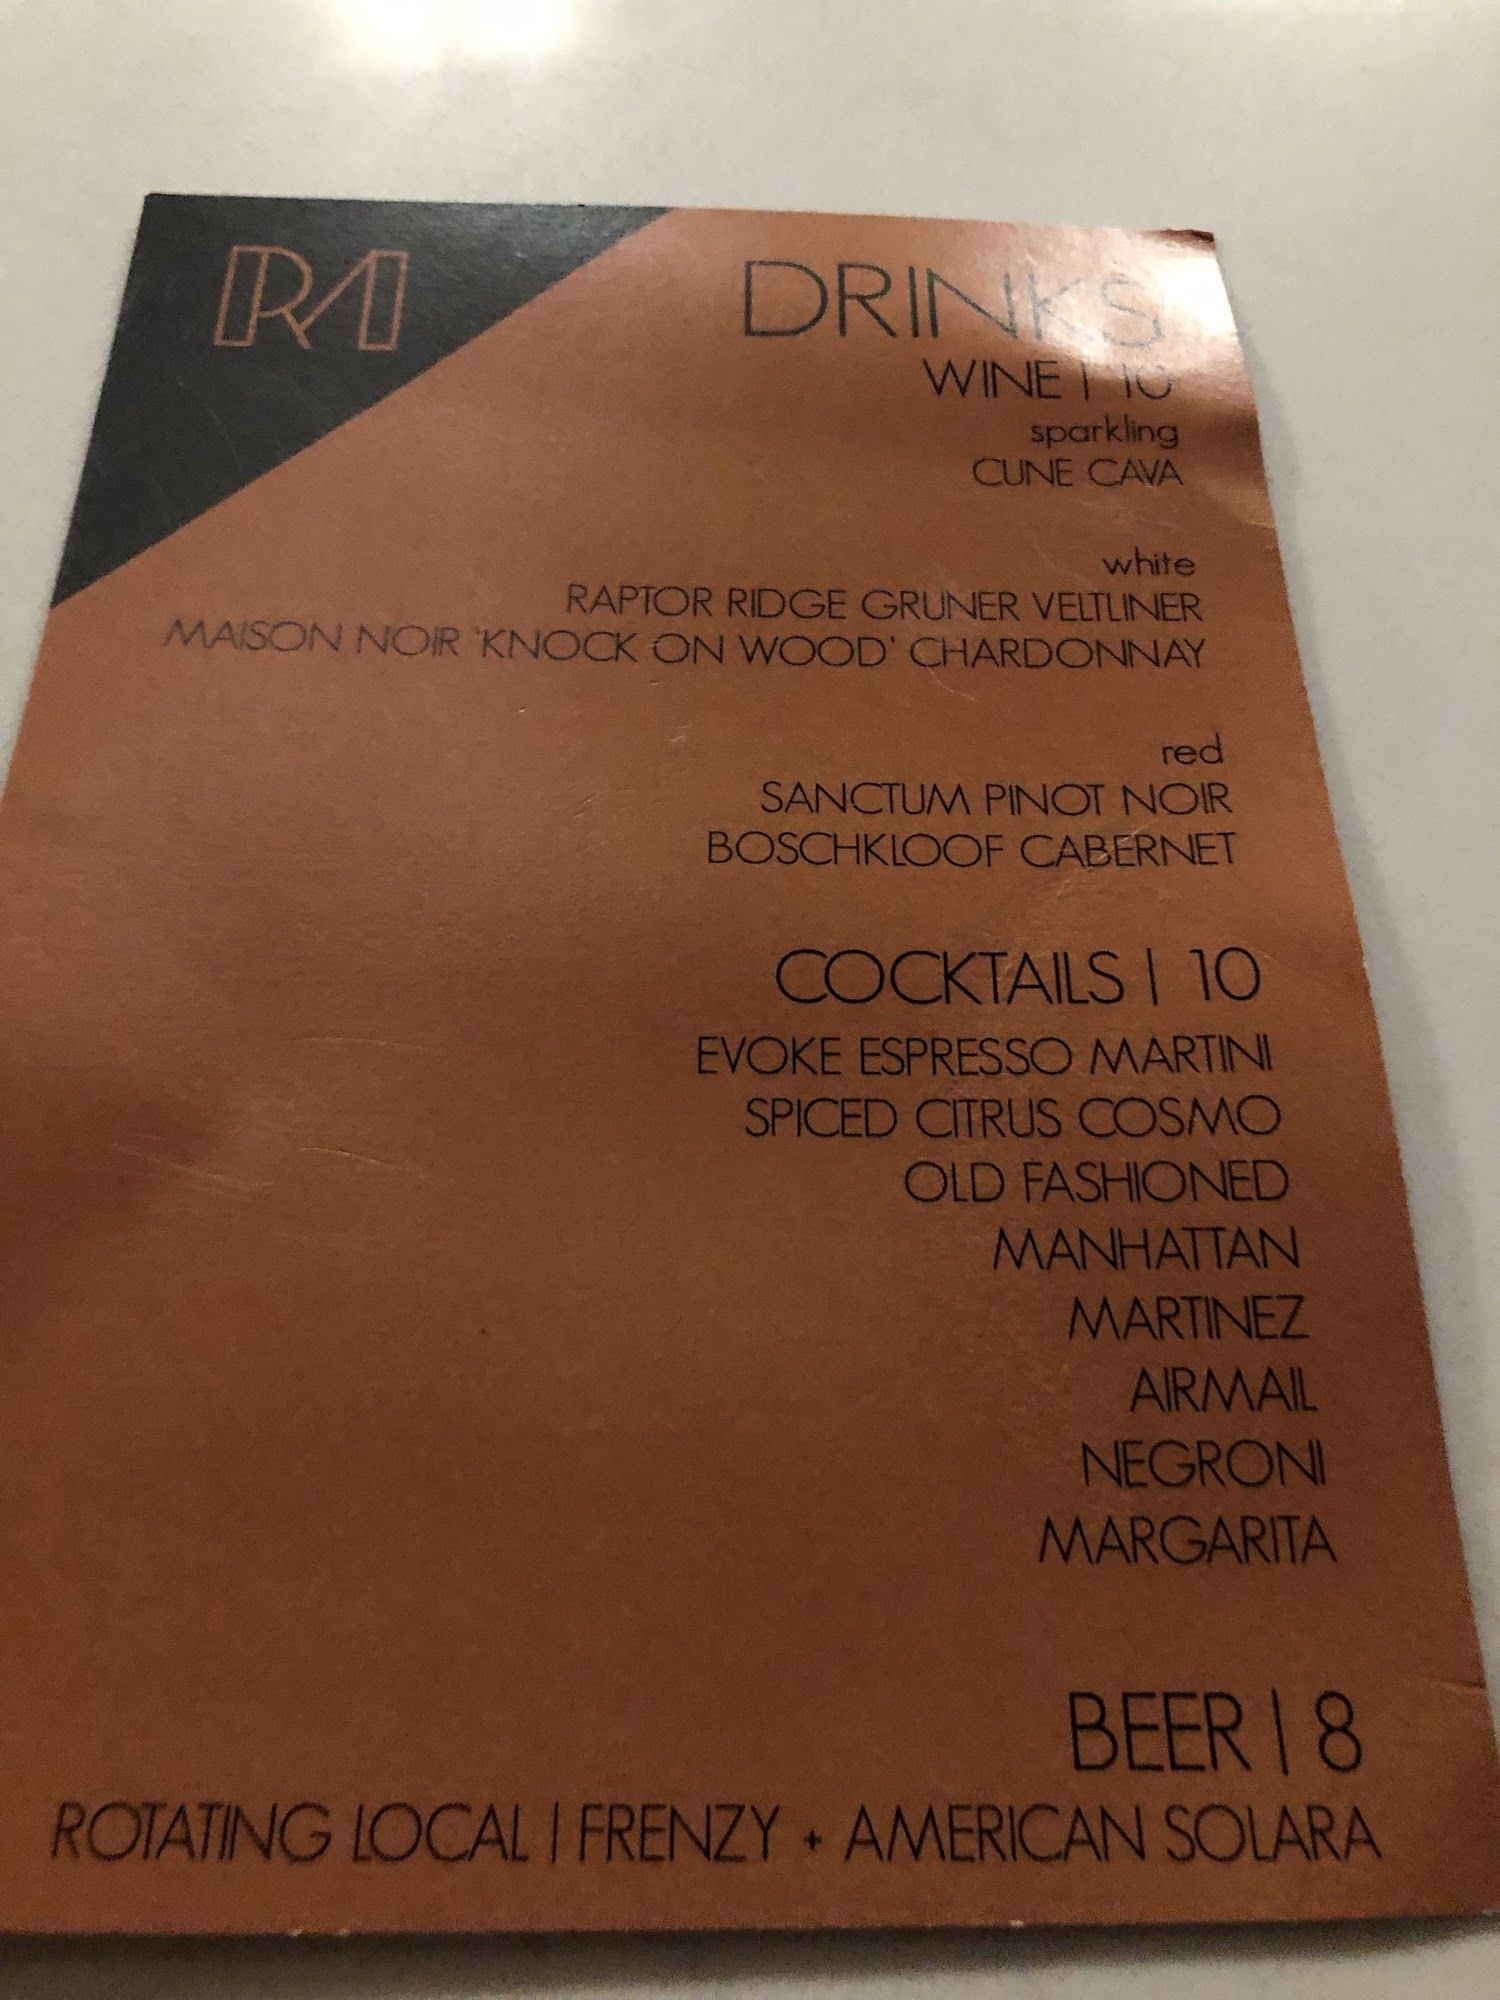 RA
DRINKS
WINE | 10
sparkling
CUNE CAVA
white
RAPTOR RIDGE GRUNER VELTLINER
MAISON NOIR 'KNOCK ON WOOD' CHARDONNAY
red
SANCTUM PINOT NOIR
BOSCHKLOOF CABERNET
COCKTAILS | 10
EVOKE ESPRESSO MARTINI
SPICED CITRUS COSMO
OLD FASHIONED
MANHATTAN
MARTINEZ
AIRMAIL
NEGRONI
MARGARITA
BEER | 8
ROTATING LOCAL | FRENZY + AMERICAN SOLARA